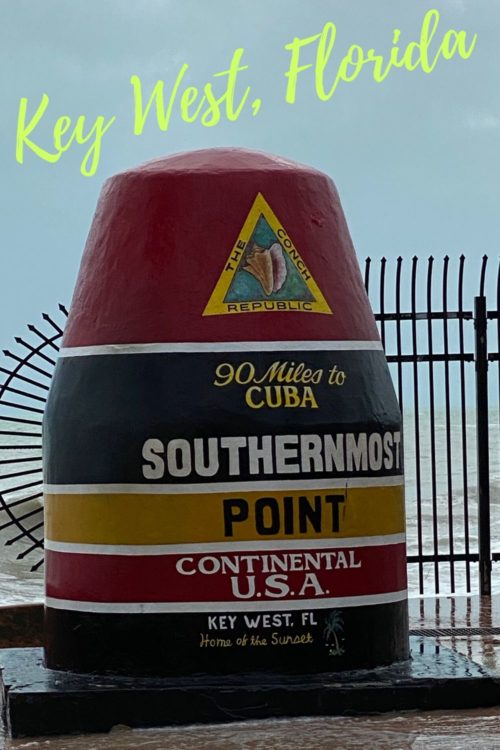 Key West, Florida
THE CONCH
REPUBLIC
90 Miles to
CUBA
SOUTHERNMOST
POINT
CONTINENTAL
U.S.A.
KEY WEST, FL
Home of the Sunset